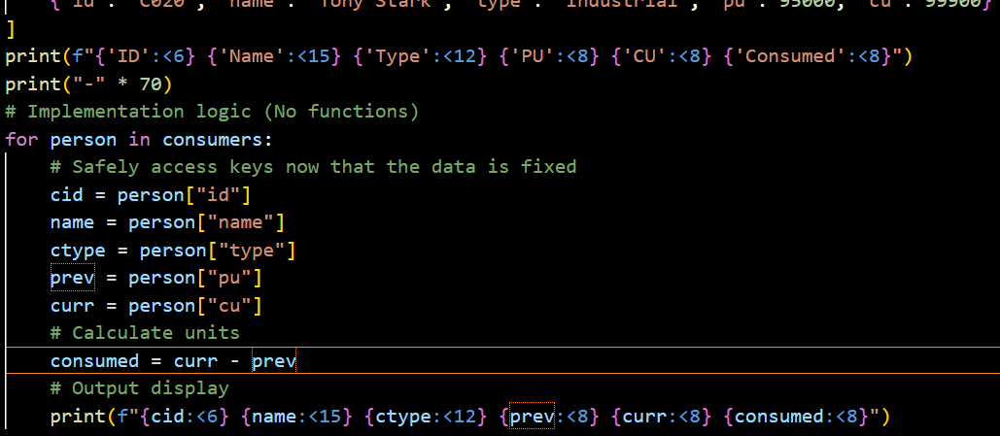 {"id": "C020", "name": "Tony Stark", "type": "Industrial", "pu": 95000, "cu": 99900}
]
print(f"{'ID':<6} {'Name':<15} {'Type':<12} {'PU':<8} {'CU':<8} {'Consumed':<8}")
print("-" * 70)
# Implementation logic (No functions)
for person in consumers:
    # Safely access keys now that the data is fixed
    cid = person["id"]
    name = person["name"]
    ctype = person["type"]
    prev = person["pu"]
    curr = person["cu"]
    # Calculate units
    consumed = curr - prev
    # Output display
    print(f"{cid:<6} {name:<15} {ctype:<12} {prev:<8} {curr:<8} {consumed:<8}")